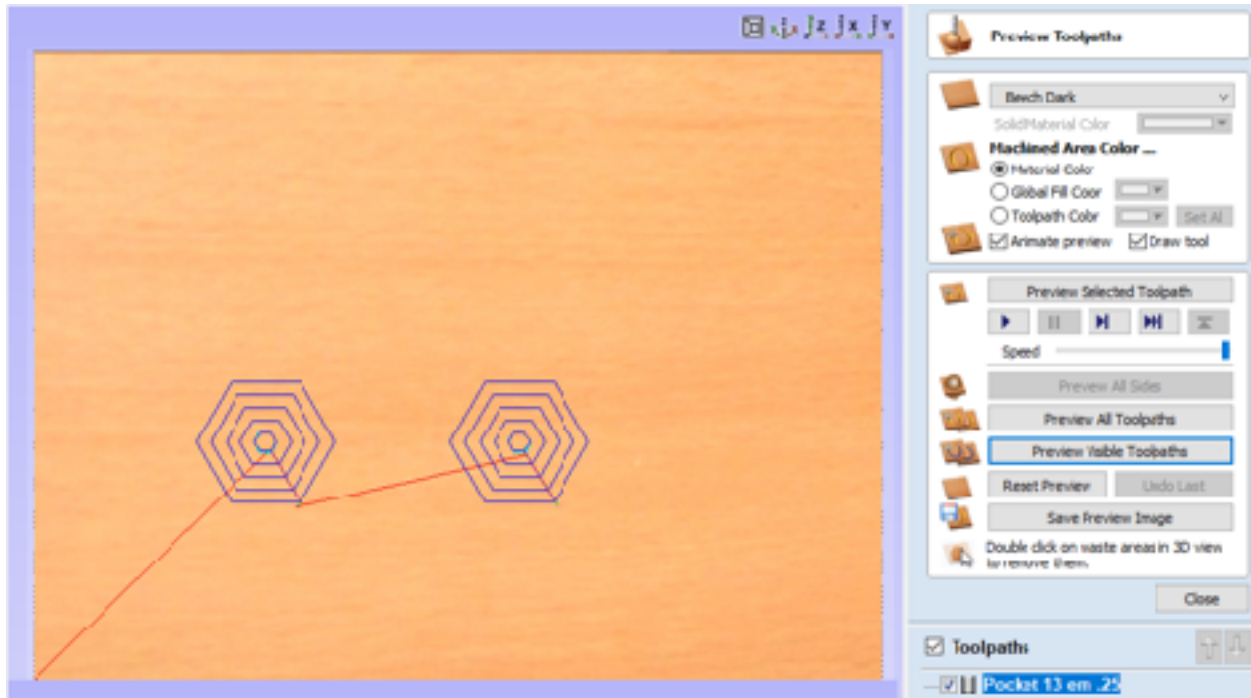 Z X Y
Preview Toolpaths
Beech Dark
Solid Material Color
Machined Area Color ...
Material Color
Global Fill Color
Toolpath Color Set All
Animate preview Draw tool
Preview Selected Toolpath
Speed
Preview All Sides
Preview All Toolpaths
Preview Visible Toolpaths
Reset Preview Undo Last
Save Preview Image
Double click on waste areas in 3D view
to remove them.
Close
Toolpaths
Pocket 13 em .25